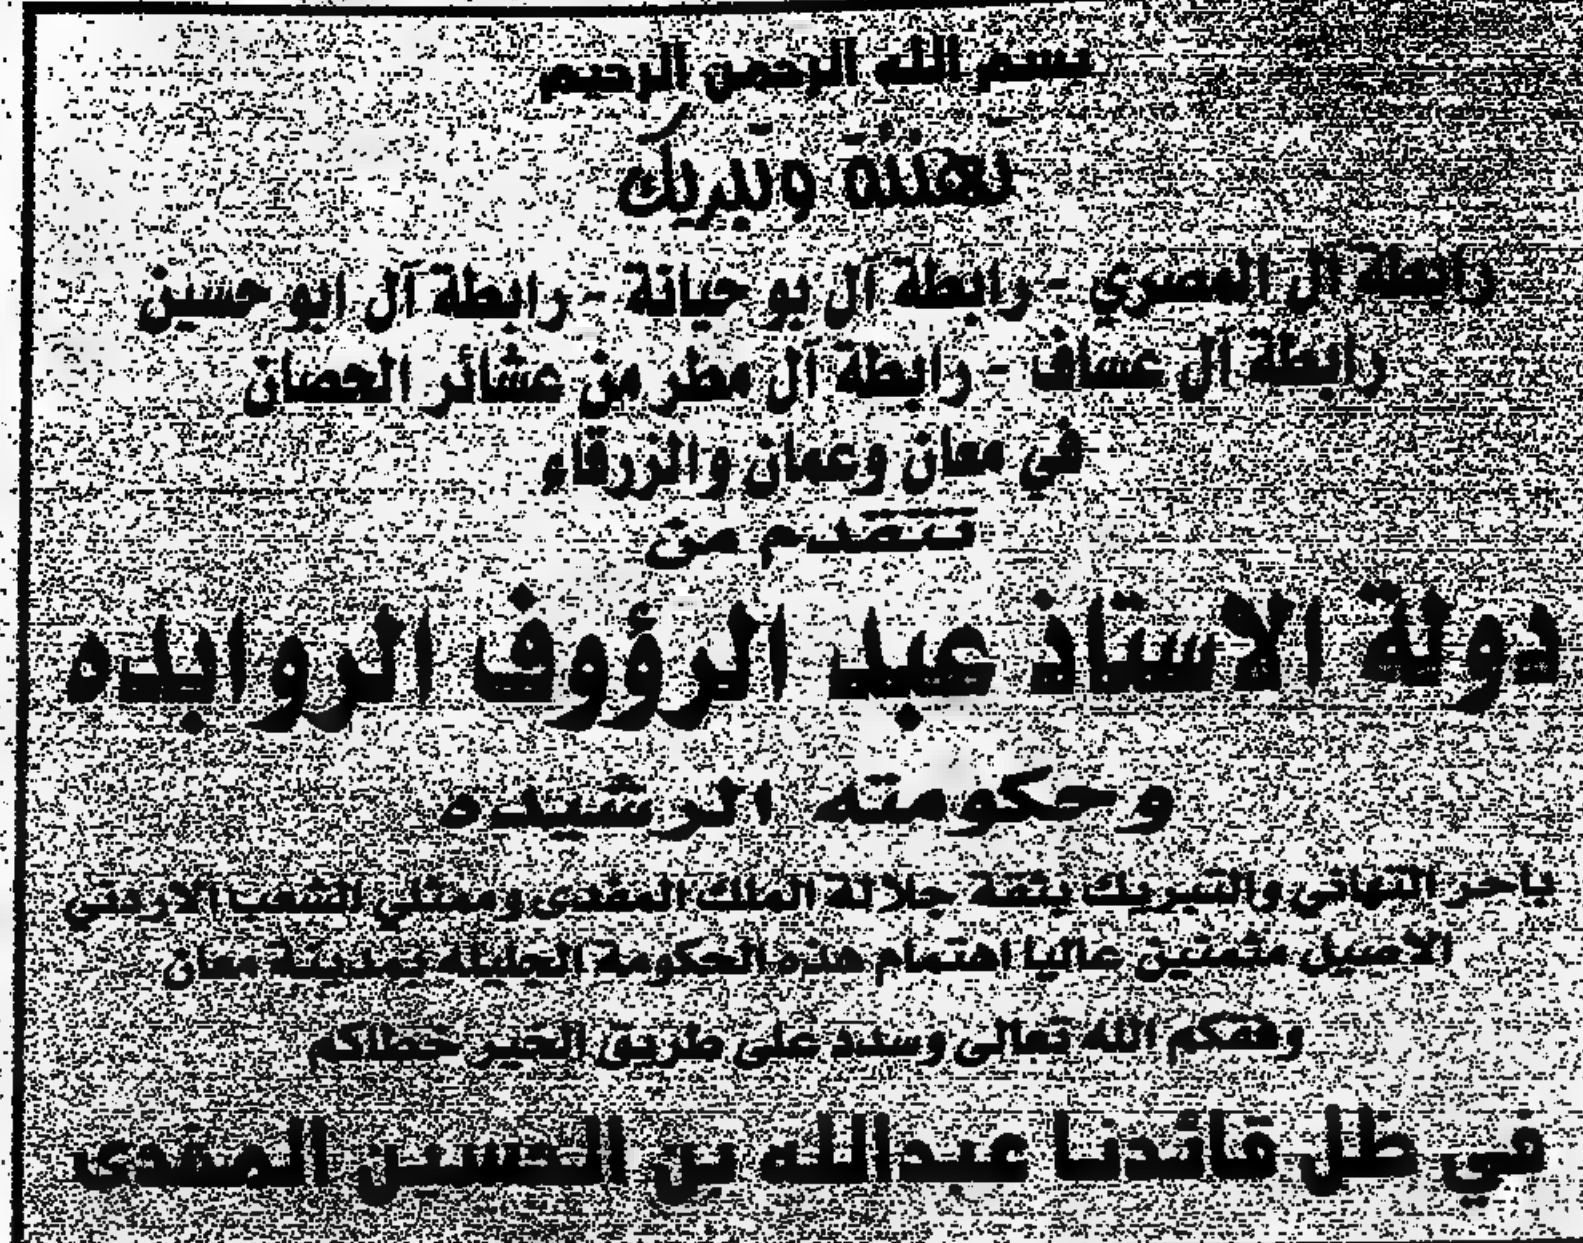 بسم الله الرحمن الرحيم
تهنئة وتبريك
رابطة آل المصري - رابطة آل بو حيانة - رابطة آل ابو حسين
رابطة آل عساف - رابطة آل مطر من عشائر الحصان
في معان وعمان والزرقاء
تتقدم من
دولة الاستاذ عبد الرؤوف الروابده
وحكومته الرشيده
باحر التهاني والتبريك بثقة جلالة الملك المفدى وممثلي الشعب الاردني
الاصيل مثمنين عاليا اهتمام هذه الحكومة الجليله بمدينة معان
وفقكم الله تعالى وسدد على طريق الخير خطاكم
في ظل قائدنا عبدالله بن الحسين المفدى